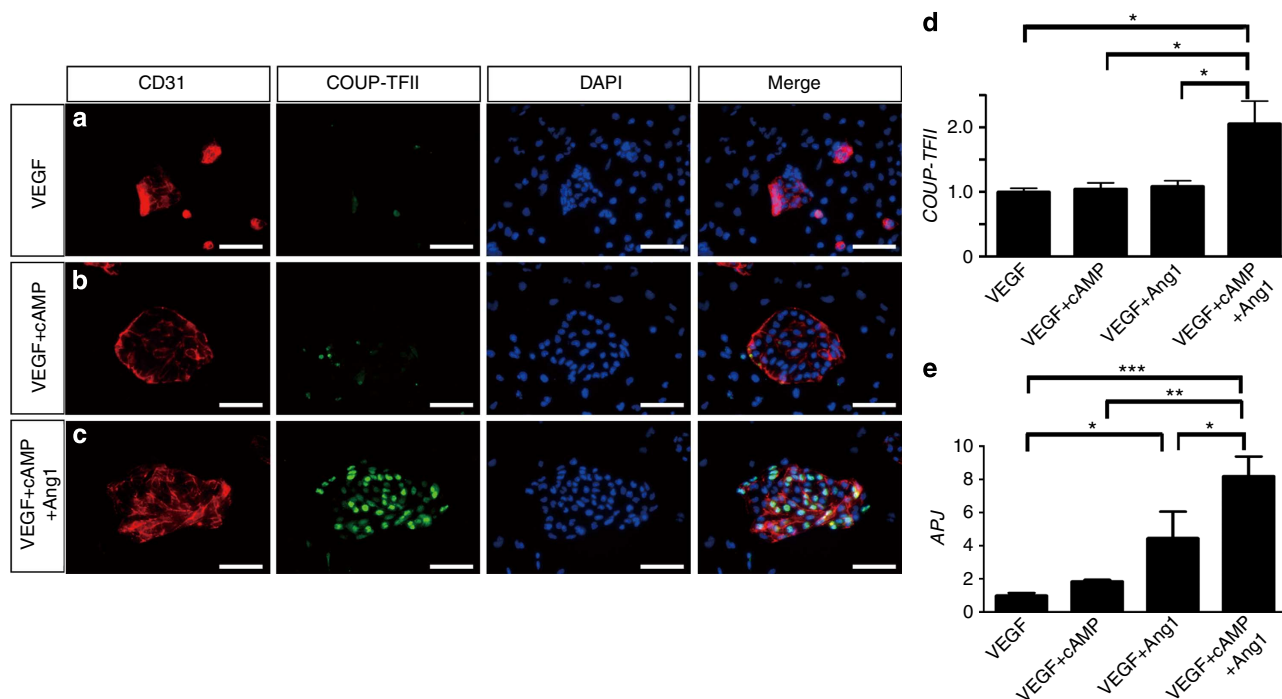 CD31
COUP-TFII
DAPI
Merge
VEGF
a
VEGF+cAMP
b
VEGF+cAMP
+Ang1
c
d
*
*
*
COUP-TFII
2.0
1.0
0
VEGF
VEGF+cAMP
VEGF+Ang1
VEGF+cAMP
+Ang1
e
***
**
*
*
APJ
10
8
6
4
2
0
VEGF
VEGF+cAMP
VEGF+Ang1
VEGF+cAMP
+Ang1